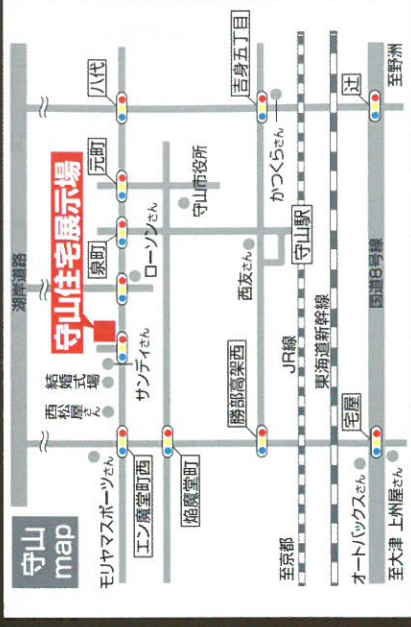 守山
map
湖岸道路
西松屋さん
結婚式場
守山住宅展示場
八代
元町
泉町
モリヤマスポーツさん
サンデイさん
ローソンさん
エン魔堂町西
焔魔堂町
守山市役所
吉身五丁目
勝部高架西
西友さん
かつくらさん
守山駅
JR線
至京都
東海道新幹線
オートバックスさん
宅屋
国道8号線
辻
至大津
上州屋さん
至野洲